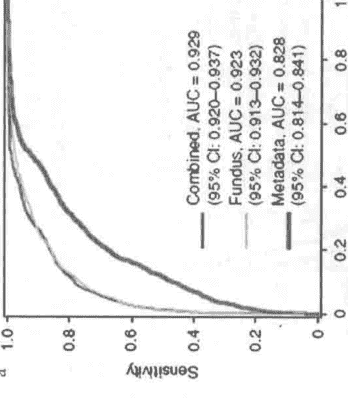 a
Sensitivity
1.0
0.8
0.6
0.4
0.2
0
Combined, AUC = 0.929
(95% CI: 0.920–0.937)
Fundus, AUC = 0.923
(95% CI: 0.913–0.932)
Metadata, AUC = 0.828
(95% CI: 0.814–0.841)
0
0.2
0.4
0.6
0.8